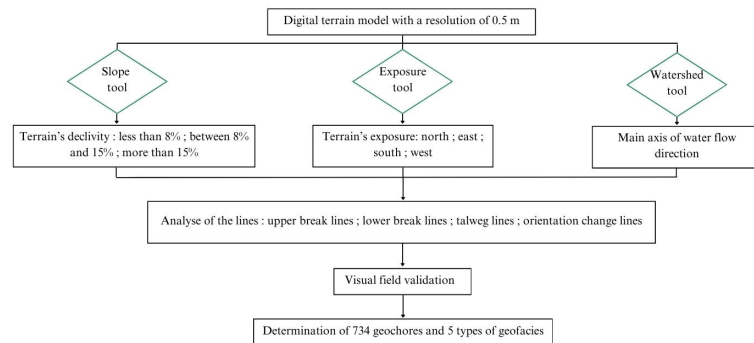 Digital terrain model with a resolution of 0.5 m
Slope
tool
Exposure
tool
Watershed
tool
Terrain's declivity : less than 8% ; between 8%
and 15% ; more than 15%
Terrain's exposure: north ; east ;
south ; west
Main axis of water flow
direction
Analyse of the lines : upper break lines ; lower break lines ; talweg lines ; orientation change lines
Visual field validation
Determination of 734 geochores and 5 types of geofacies